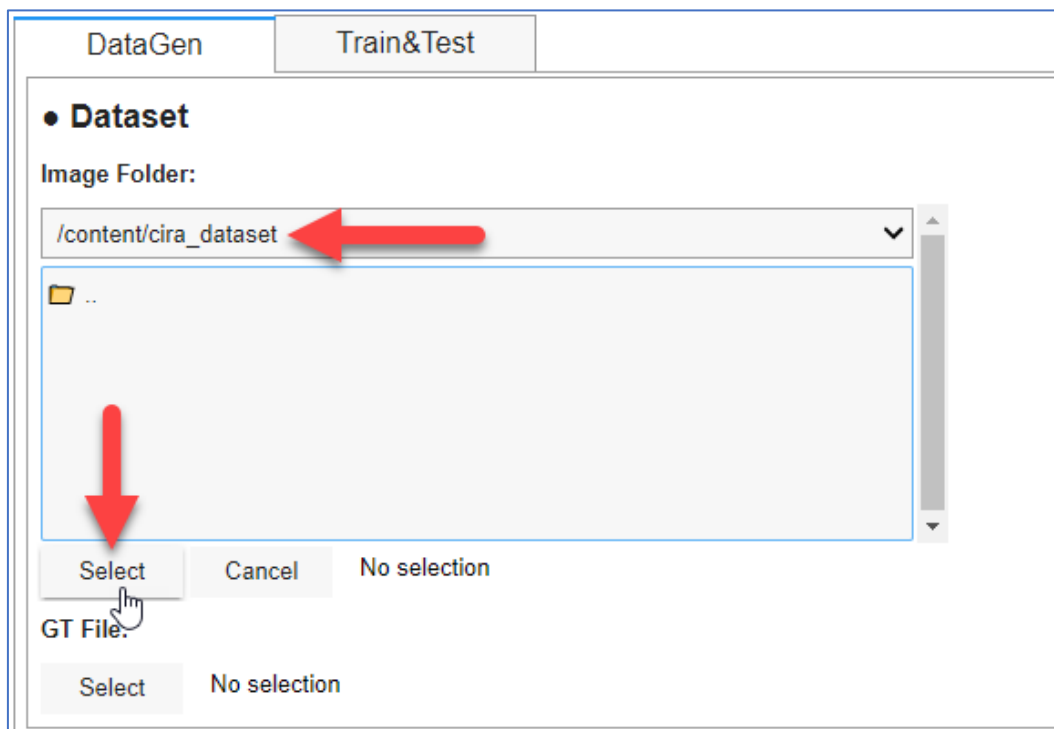 DataGen Train&Test
● Dataset
Image Folder:
/content/cira_dataset
..
Select Cancel No selection
GT File:
Select No selection